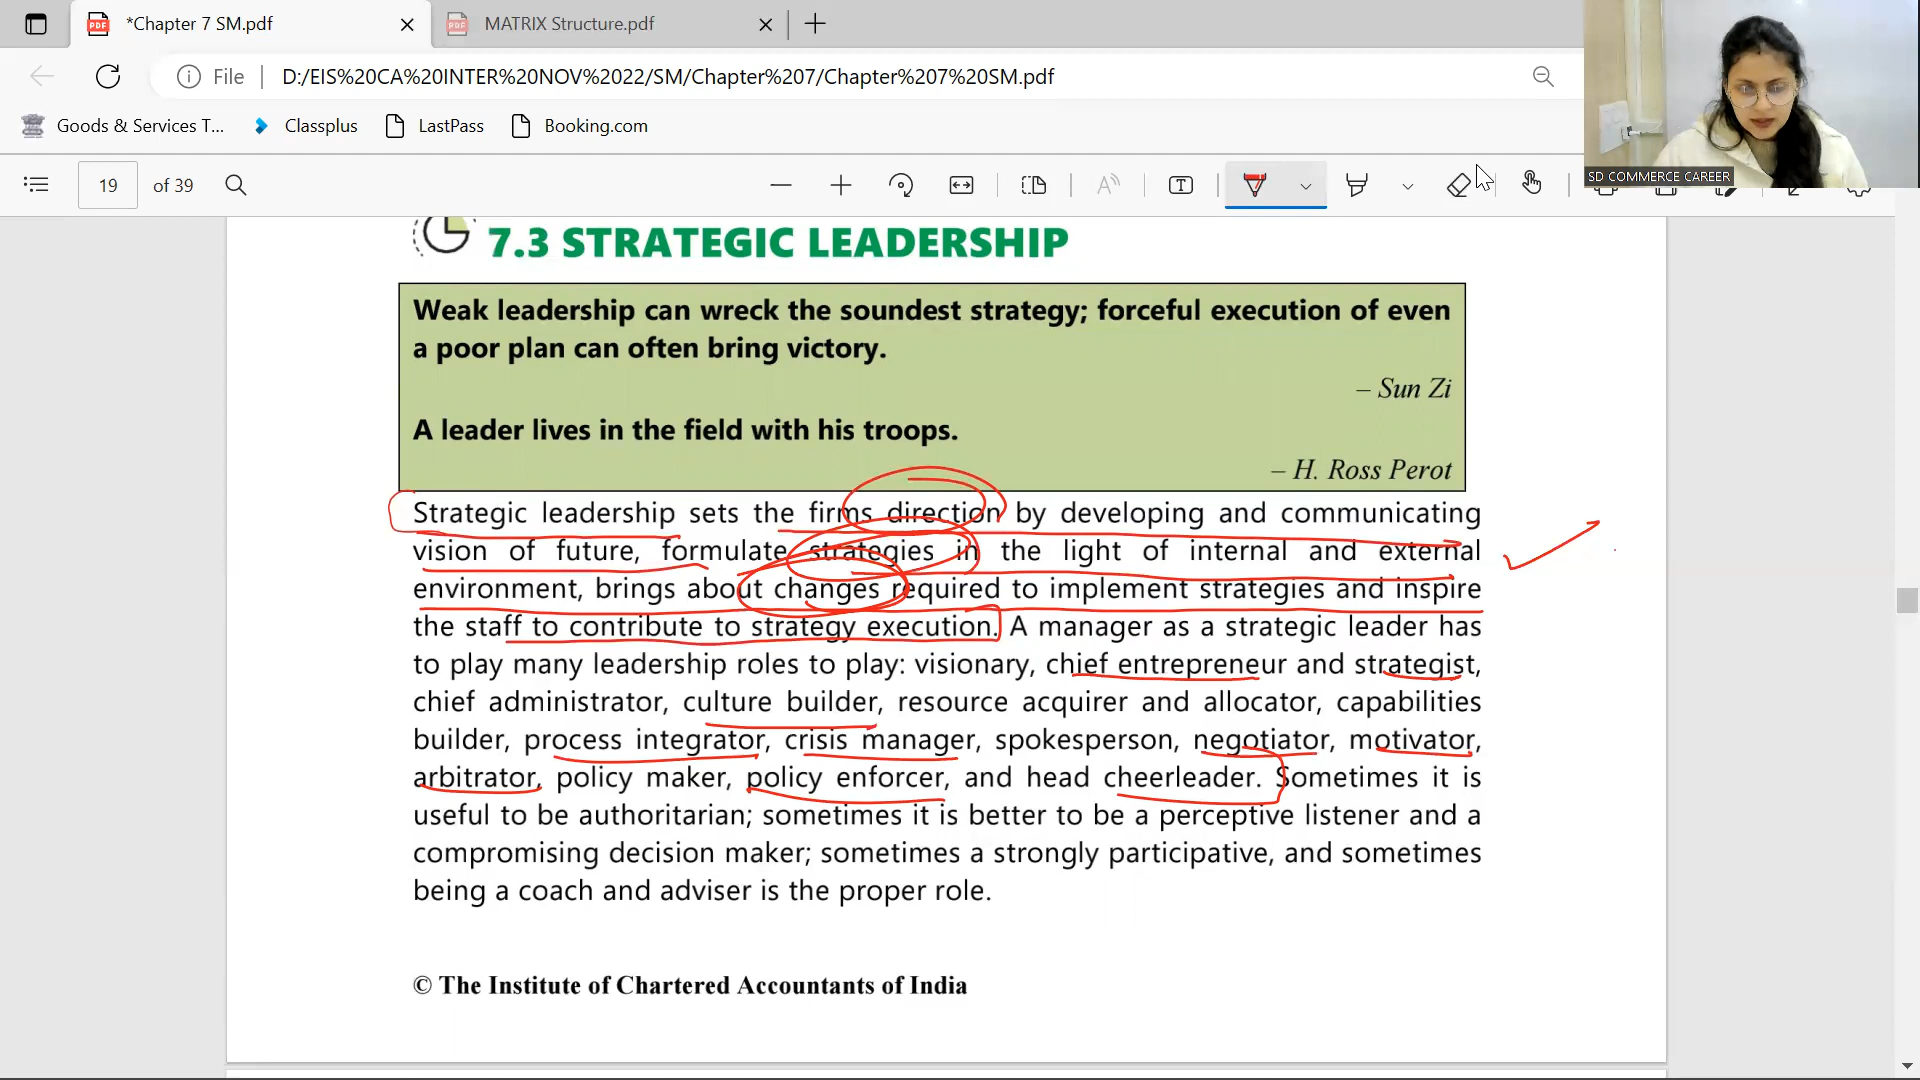 *Chapter 7 SM.pdf
MATRIX Structure.pdf
File
D:/EIS%20CA%20INTER%20NOV%2022/SM/Chapter%207/Chapter%207%20SM.pdf
Goods & Services T...
Classplus
LastPass
Booking.com
SD COMMERCE CAREER
19 of 39
7.3 STRATEGIC LEADERSHIP
Weak leadership can wreck the soundest strategy; forceful execution of even
a poor plan can often bring victory.
– Sun Zi
A leader lives in the field with his troops.
– H. Ross Perot
Strategic leadership sets the firms direction by developing and communicating
vision of future, formulate strategies in the light of internal and external
environment, brings about changes required to implement strategies and inspire
the staff to contribute to strategy execution. A manager as a strategic leader has
to play many leadership roles to play: visionary, chief entrepreneur and strategist,
chief administrator, culture builder, resource acquirer and allocator, capabilities
builder, process integrator, crisis manager, spokesperson, negotiator, motivator,
arbitrator, policy maker, policy enforcer, and head cheerleader. Sometimes it is
useful to be authoritarian; sometimes it is better to be a perceptive listener and a
compromising decision maker; sometimes a strongly participative, and sometimes
being a coach and adviser is the proper role.
© The Institute of Chartered Accountants of India